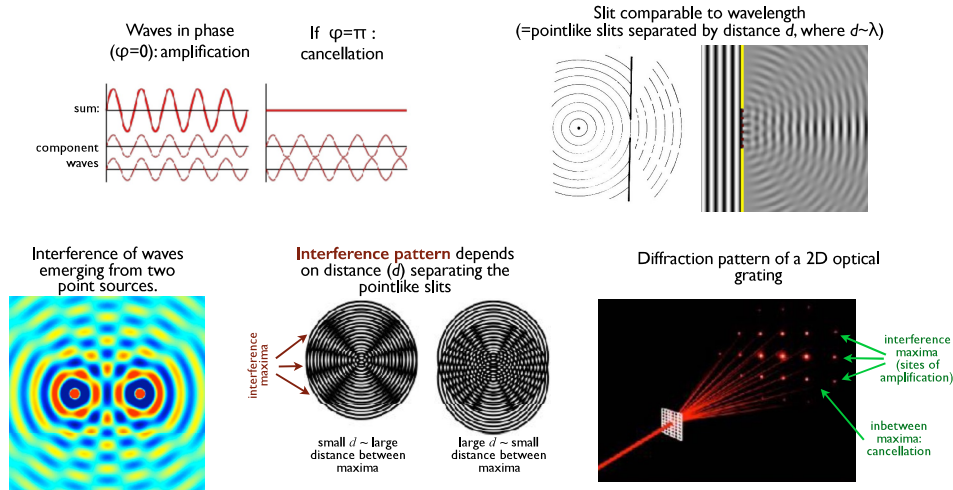 Waves in phase
(φ=0): amplification
If φ=π :
cancellation
sum:
component
waves
Slit comparable to wavelength
(=pointlike slits separated by distance d, where d~λ)
Interference of waves
emerging from two
point sources.
Interference pattern depends
on distance (d) separating the
pointlike slits
interference
maxima
small d ~ large
distance between
maxima
large d ~ small
distance between
maxima
Diffraction pattern of a 2D optical
grating
interference
maxima
(sites of
amplification)
inbetween
maxima:
cancellation